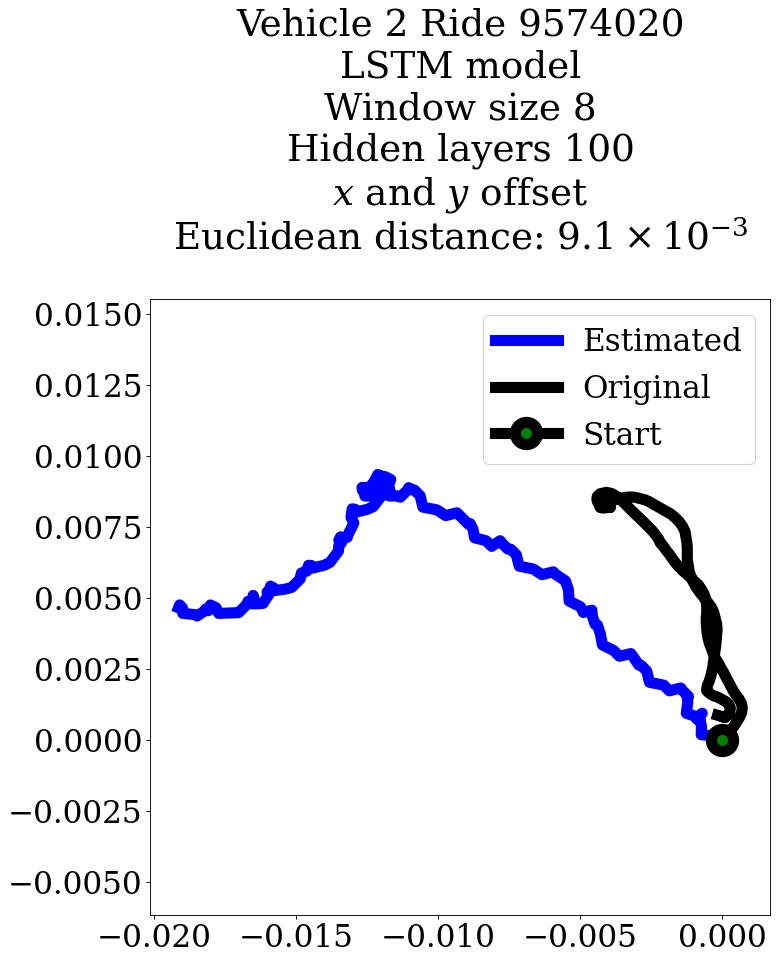 Vehicle 2 Ride 9574020
LSTM model
Window size 8
Hidden layers 100
x and y offset
Euclidean distance: 9.1 × 10⁻³
Estimated
Original
Start
0.0150
0.0125
0.0100
0.0075
0.0050
0.0025
0.0000
−0.0025
−0.0050
−0.020 −0.015 −0.010 −0.005 0.000